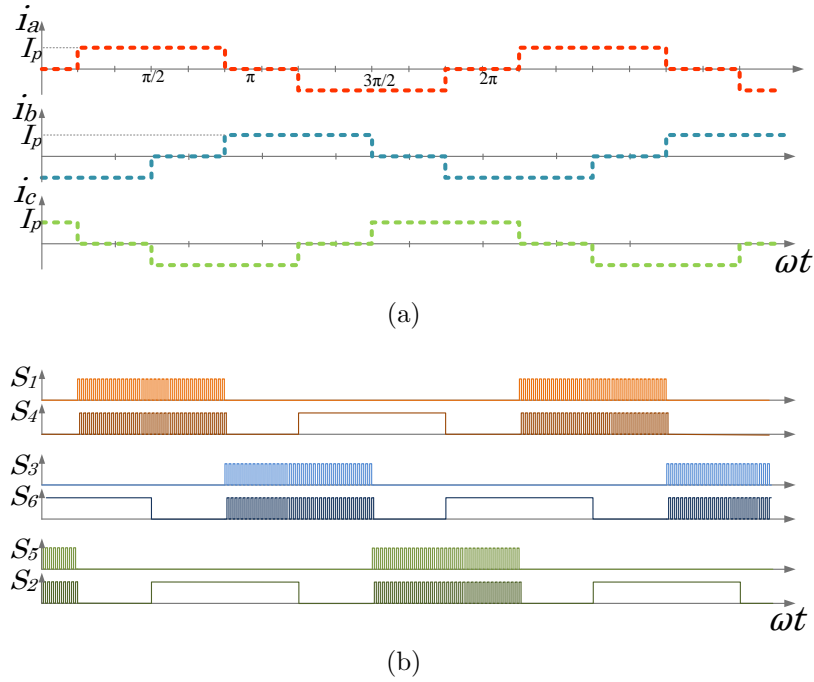 i_a
I_p
π/2 π 3π/2 2π
i_b
I_p
i_c
I_p
ωt
(a)
S_1
S_4
S_3
S_6
S_5
S_2
ωt
(b)